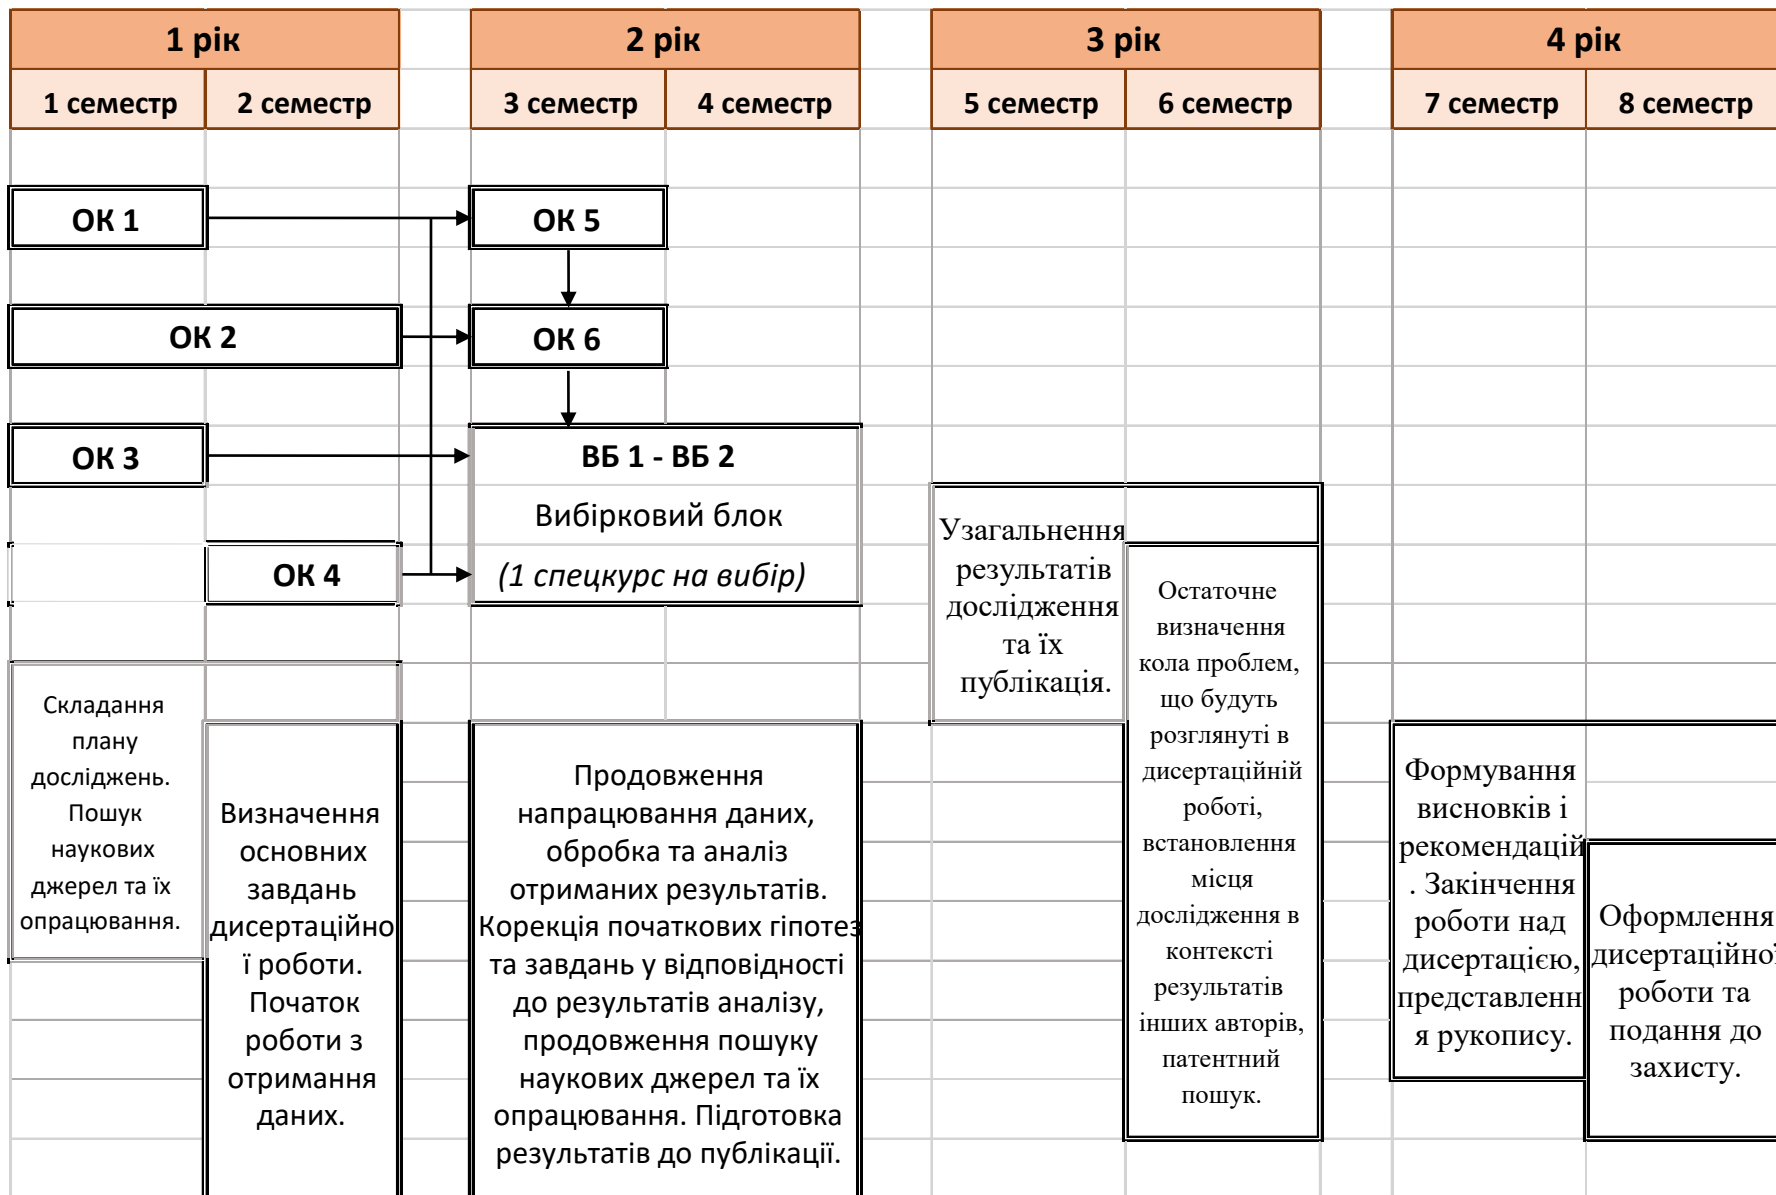 1 рік
2 рік
3 рік
4 рік
1 семестр
2 семестр
3 семестр
4 семестр
5 семестр
6 семестр
7 семестр
8 семестр
ОК 1
ОК 5
ОК 2
ОК 6
ОК 3
ОК 4
ВБ 1 - ВБ 2
Вибірковий блок
(1 спецкурс на вибір)
Складання
плану
досліджень.
Пошук
наукових
джерел та їх
опрацювання.
Визначення
основних
завдань
дисертаційно
ї роботи.
Початок
роботи з
отримання
даних.
Продовження
напрацювання даних,
обробка та аналіз
отриманих результатів.
Корекція початкових гіпотез
та завдань у відповідності
до результатів аналізу,
продовження пошуку
наукових джерел та їх
опрацювання. Підготовка
результатів до публікації.
Узагальнення
результатів
дослідження
та їх
публікація.
Остаточне
визначення
кола проблем,
що будуть
розглянуті в
дисертаційній
роботі,
встановлення
місця
дослідження в
контексті
результатів
інших авторів,
патентний
пошук.
Формування
висновків і
рекомендацій
. Закінчення
роботи над
дисертацією,
представленн
я рукопису.
Оформлення
дисертаційної
роботи та
подання до
захисту.